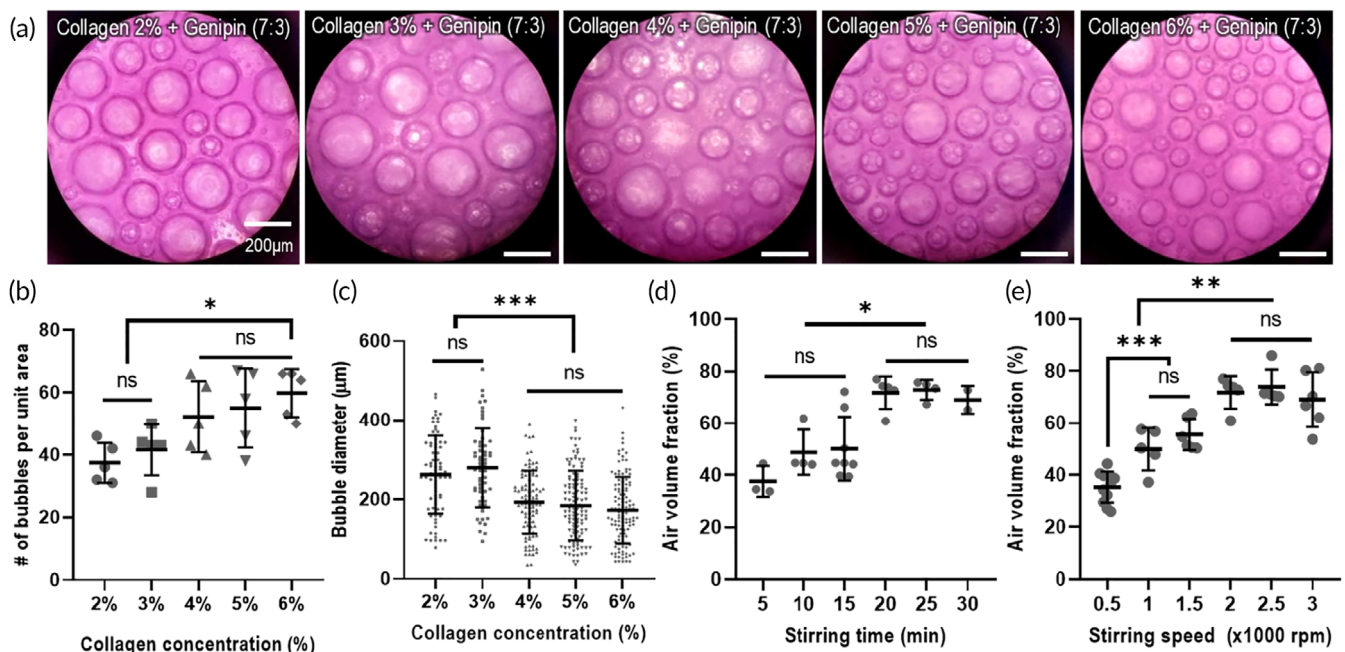 (a)
Collagen 2% + Genipin (7:3)
Collagen 3% + Genipin (7:3)
Collagen 4% + Genipin (7:3)
Collagen 5% + Genipin (7:3)
Collagen 6% + Genipin (7:3)
200µm
(b)
# of bubbles per unit area
80
60
40
20
0
ns
*
ns
2% 3% 4% 5% 6%
Collagen concentration (%)
(c)
Bubble diameter (µm)
600
400
200
0
ns
***
ns
2% 3% 4% 5% 6%
Collagen concentration (%)
(d)
Air volume fraction (%)
100
80
60
40
20
0
ns
*
ns
5 10 15 20 25 30
Stirring time (min)
(e)
Air volume fraction (%)
100
80
60
40
20
0
***
ns
**
ns
0.5 1 1.5 2 2.5 3
Stirring speed (x1000 rpm)